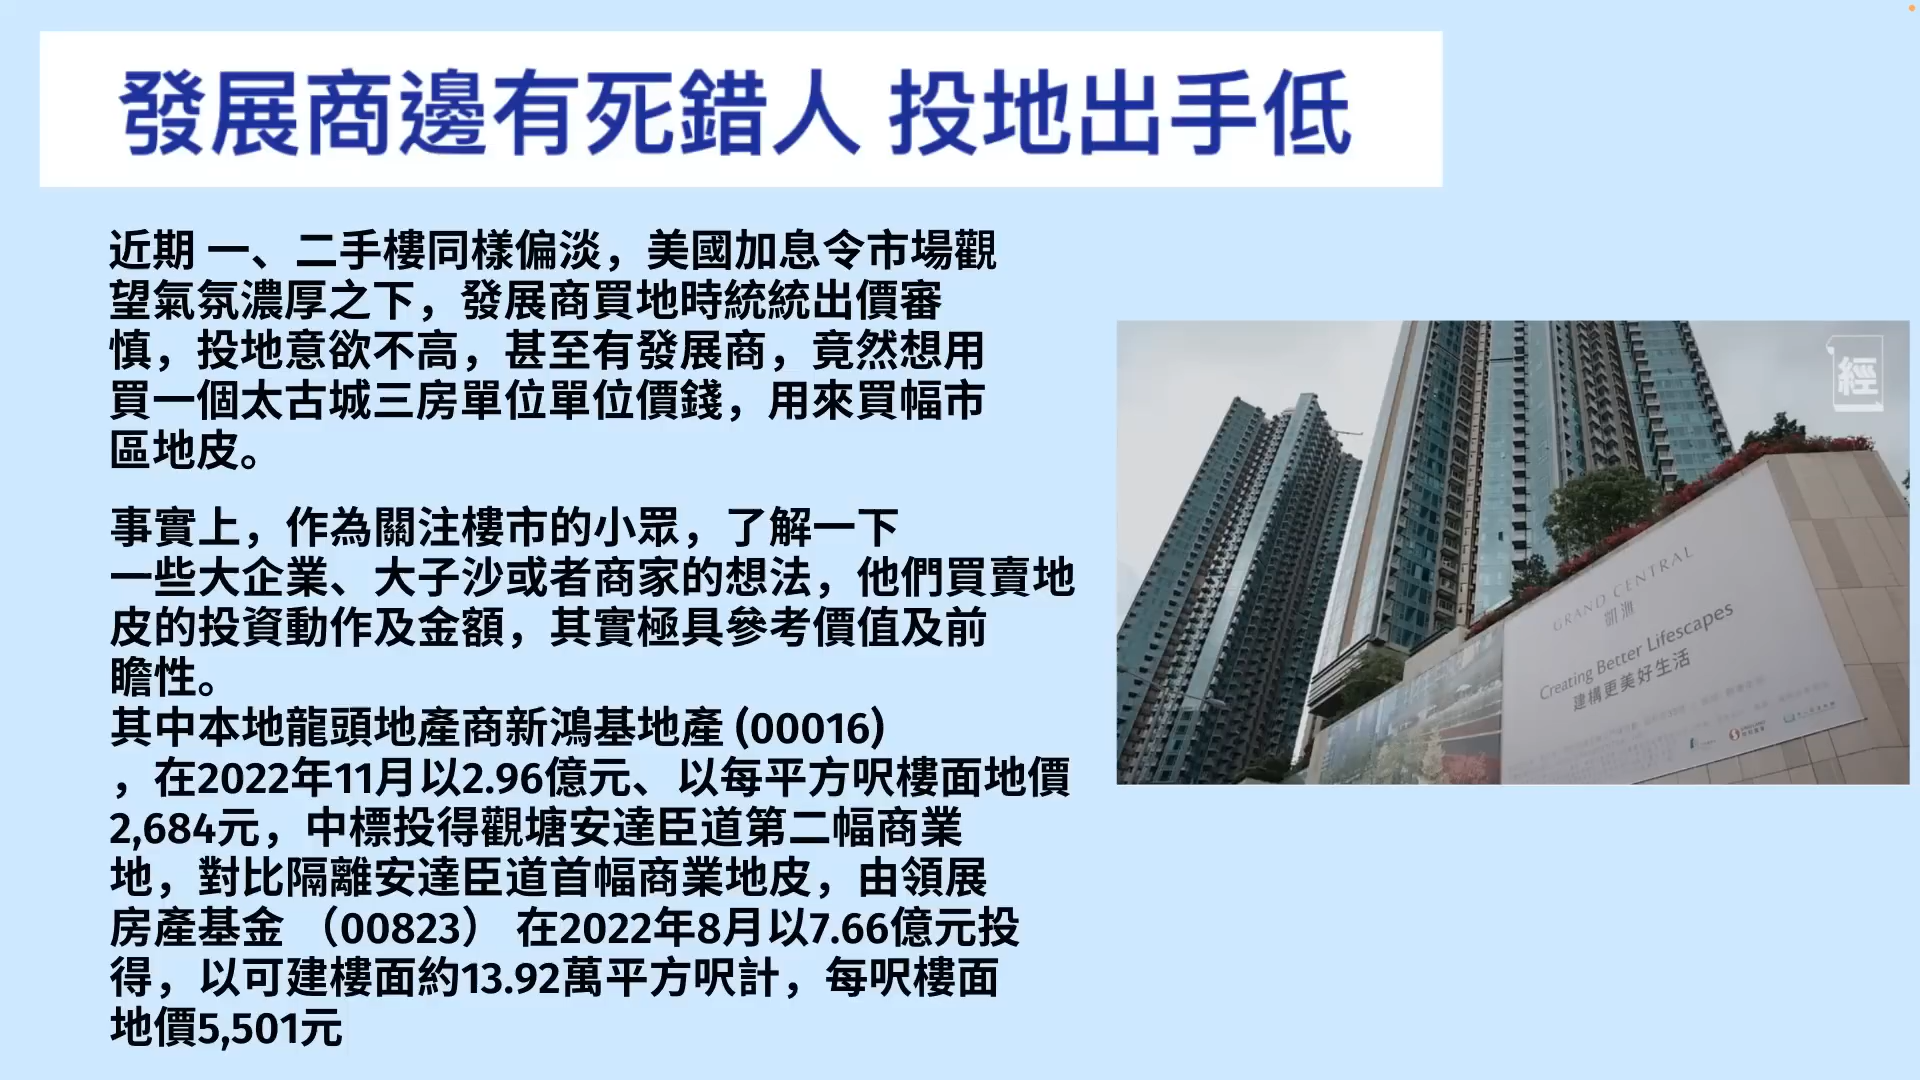 發展商邊有死錯人 投地出手低
近期 一、二手樓同樣偏淡，美國加息令市場觀
望氣氛濃厚之下，發展商買地時統統出價審
慎，投地意欲不高，甚至有發展商，竟然想用
買一個太古城三房單位單位價錢，用來買幅市
區地皮。
事實上，作為關注樓市的小眾，了解一下
一些大企業、大子沙或者商家的想法，他們買賣地
皮的投資動作及金額，其實極具參考價值及前
瞻性。
其中本地龍頭地產商新鴻基地產 (00016)
，在2022年11月以2.96億元、以每平方呎樓面地價
2,684元，中標投得觀塘安達臣道第二幅商業
地，對比隔離安達臣道首幅商業地皮，由領展
房產基金 （00823） 在2022年8月以7.66億元投
得，以可建樓面約13.92萬平方呎計，每呎樓面
地價5,501元
經
GRAND CENTRAL
凱滙
Creating Better Lifescapes
建構更美好生活